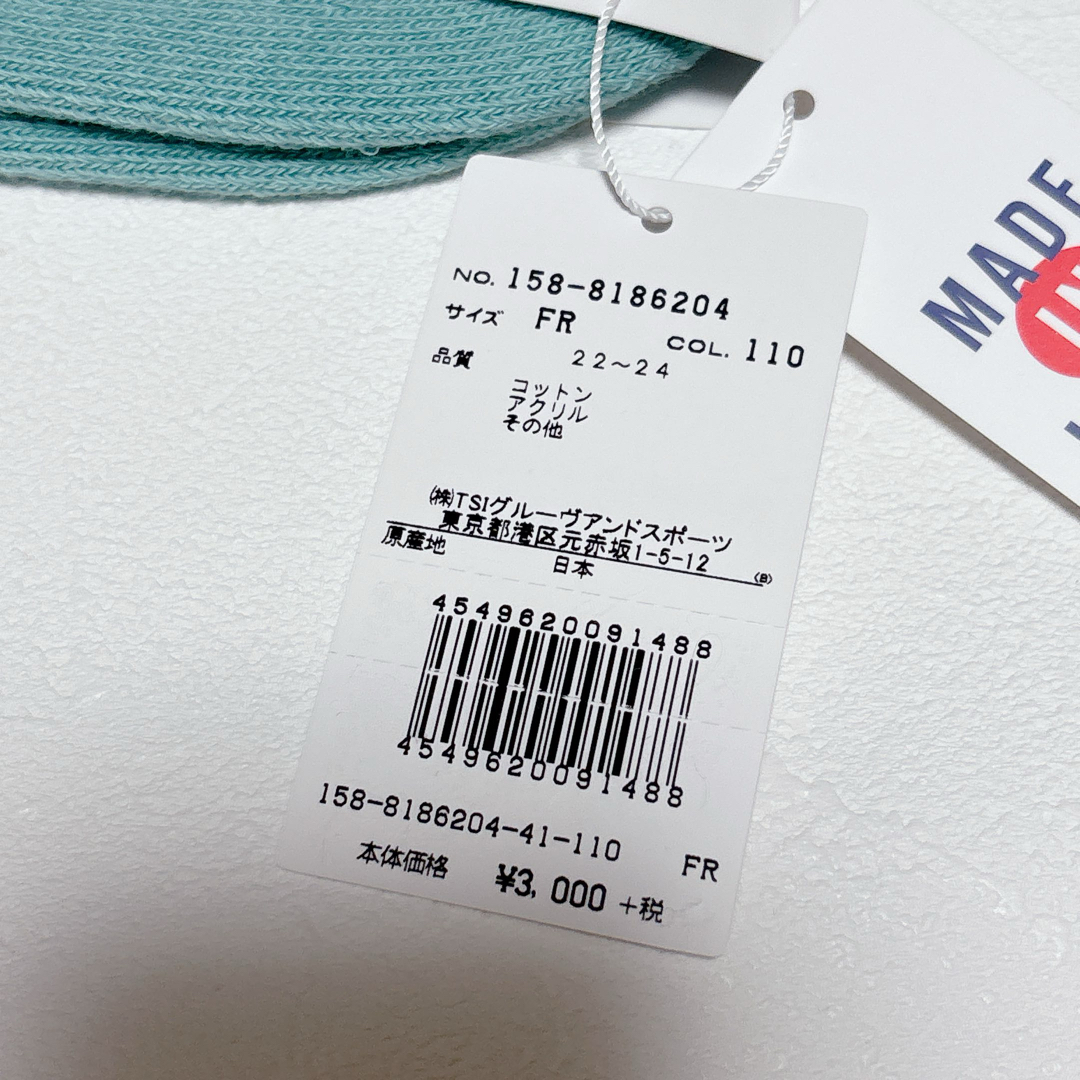 NO. 158-8186204
サイズ FR COL. 110
品質 22～24
コットン
アクリル
その他
㈱TSIグルーヴアンドスポーツ
東京都港区元赤坂1-5-12
原産地 日本 〈B〉
4549620091488
4549620091488
158-8186204-41-110 FR
本体価格 ¥3,000 +税
MADE